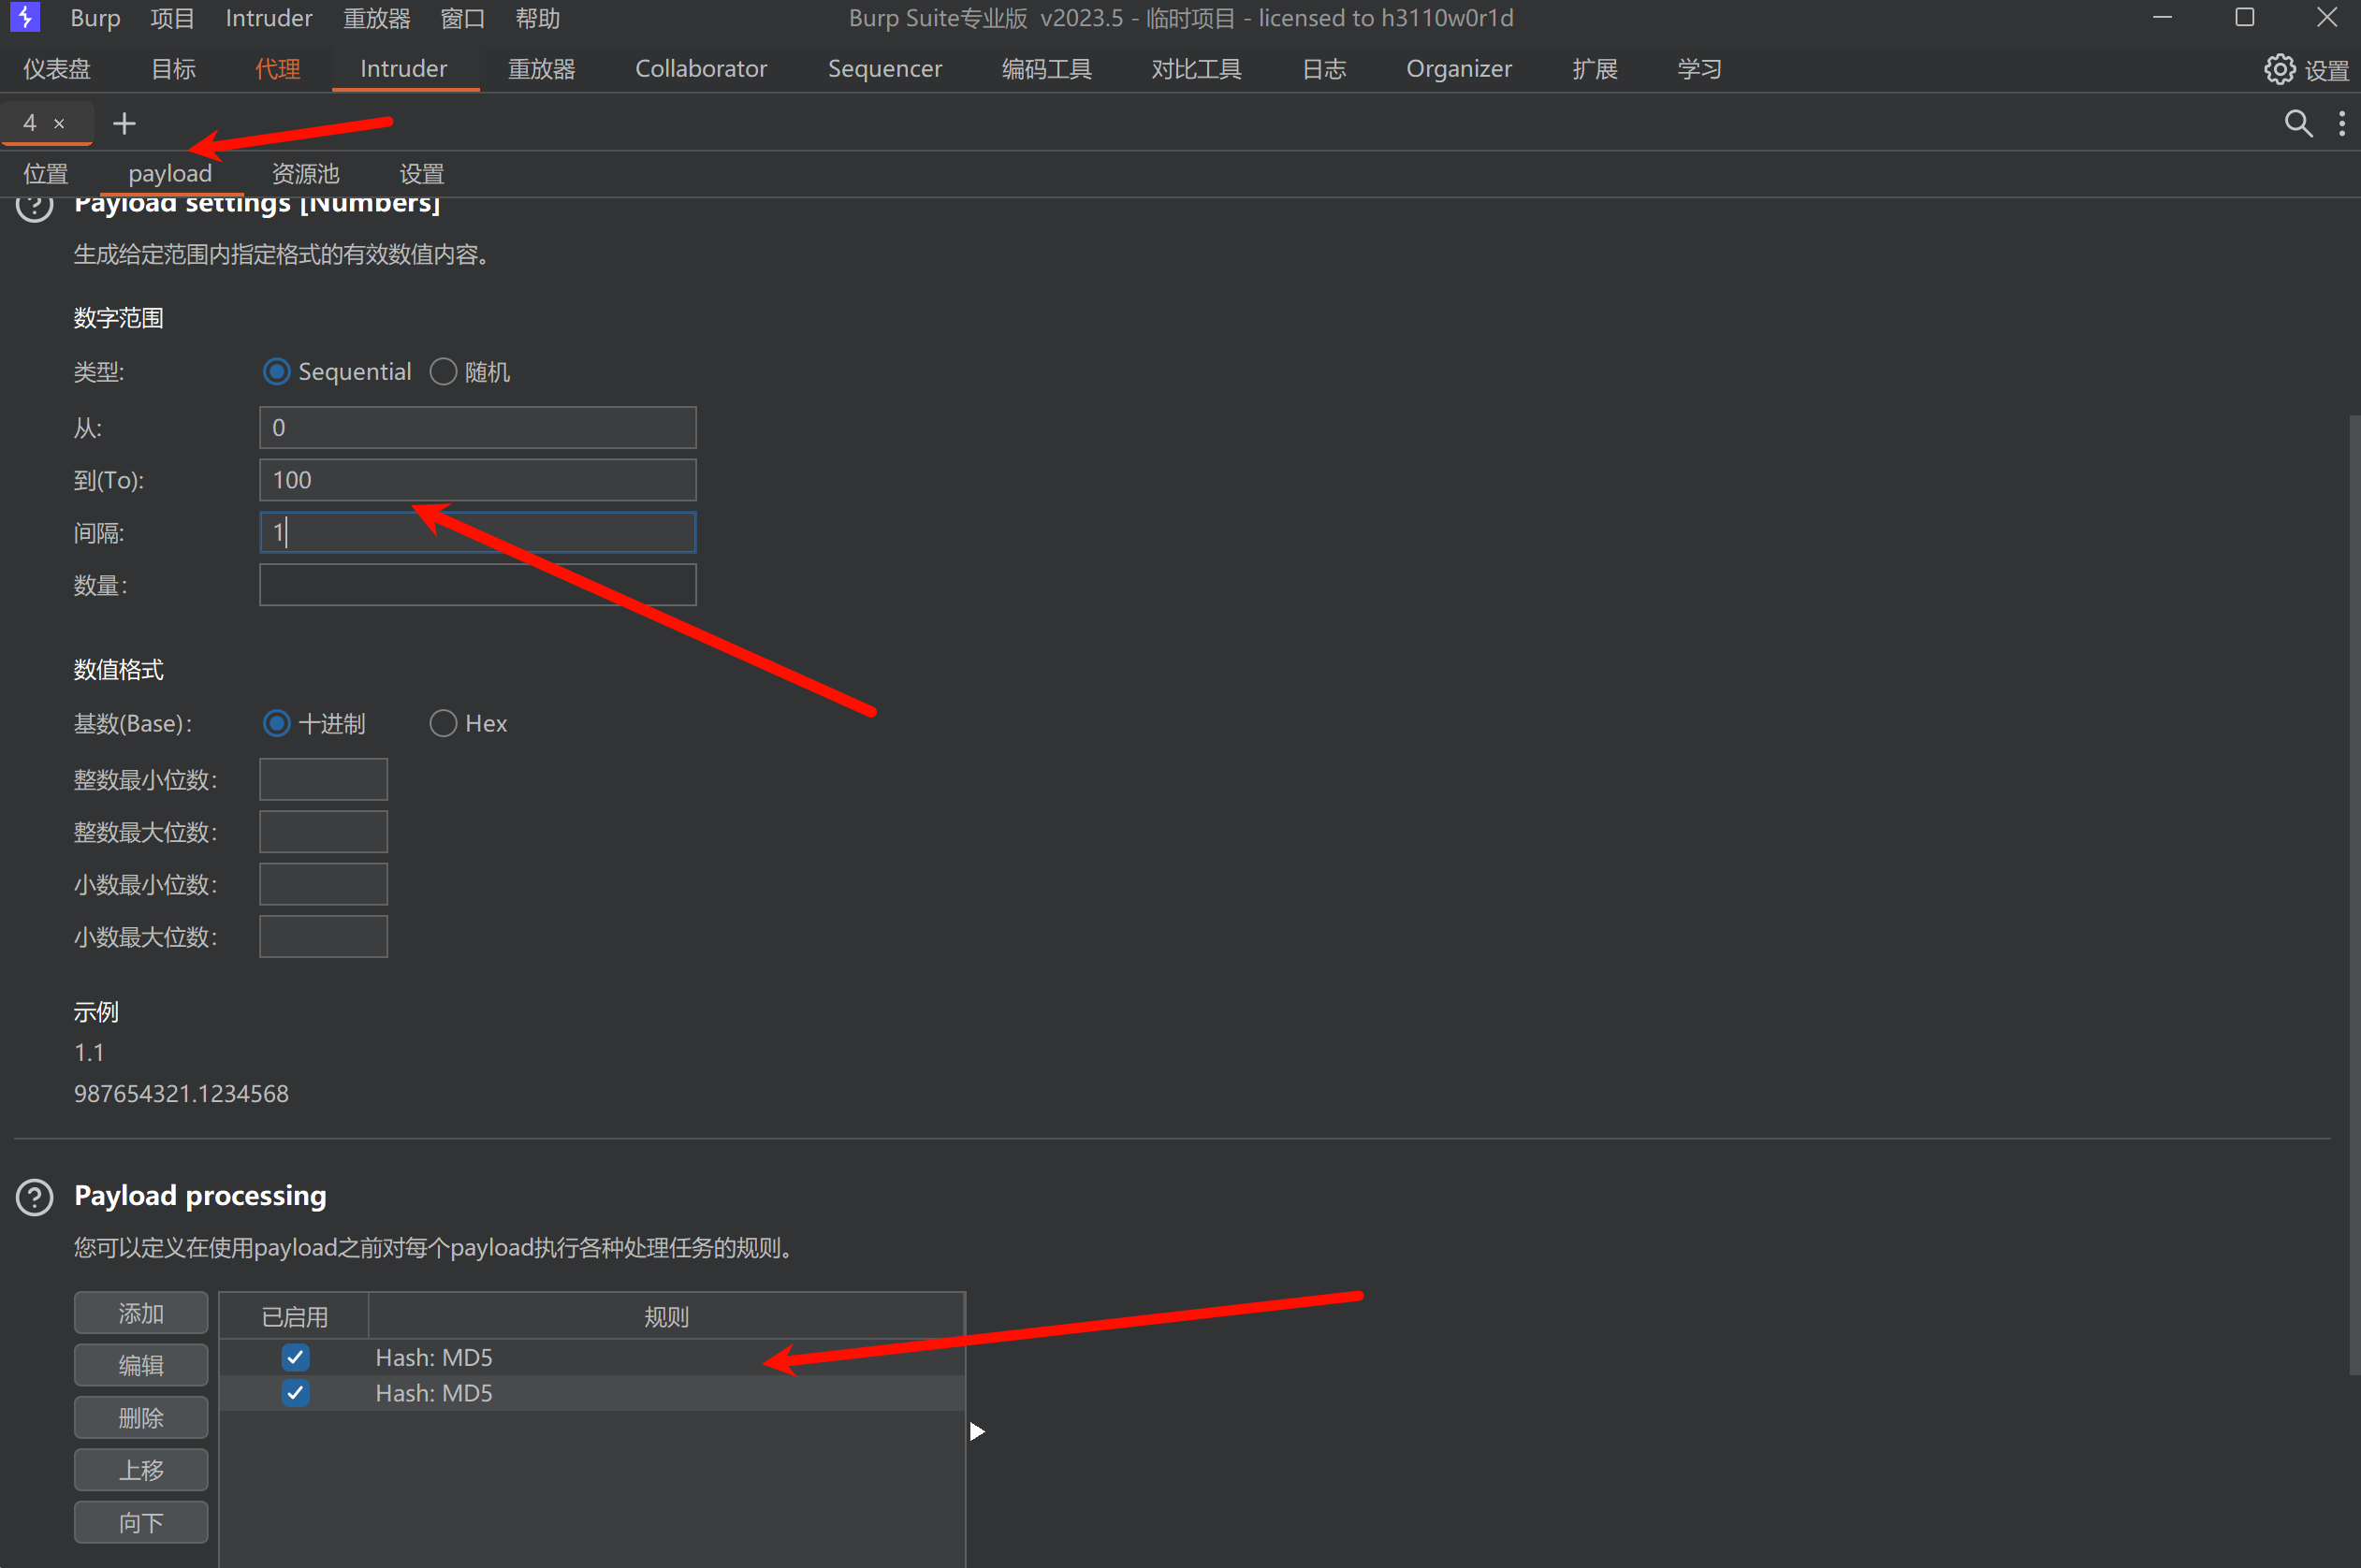 Burp 项目 Intruder 重放器 窗口 帮助 Burp Suite专业版 v2023.5 - 临时项目 - licensed to h3110w0r1d
仪表盘 目标 代理 Intruder 重放器 Collaborator Sequencer 编码工具 对比工具 日志 Organizer 扩展 学习 设置
4 × +
位置 payload 资源池 设置
Payload settings [Numbers]
生成给定范围内指定格式的有效数值内容。
数字范围
类型: Sequential 随机
从: 0
到(To): 100
间隔: 1
数量:
数值格式
基数(Base): 十进制 Hex
整数最小位数:
整数最大位数:
小数最小位数:
小数最大位数:
示例
1.1
987654321.1234568
Payload processing
您可以定义在使用payload之前对每个payload执行各种处理任务的规则。
添加 已启用 规则
编辑 Hash: MD5
删除 Hash: MD5
上移
向下